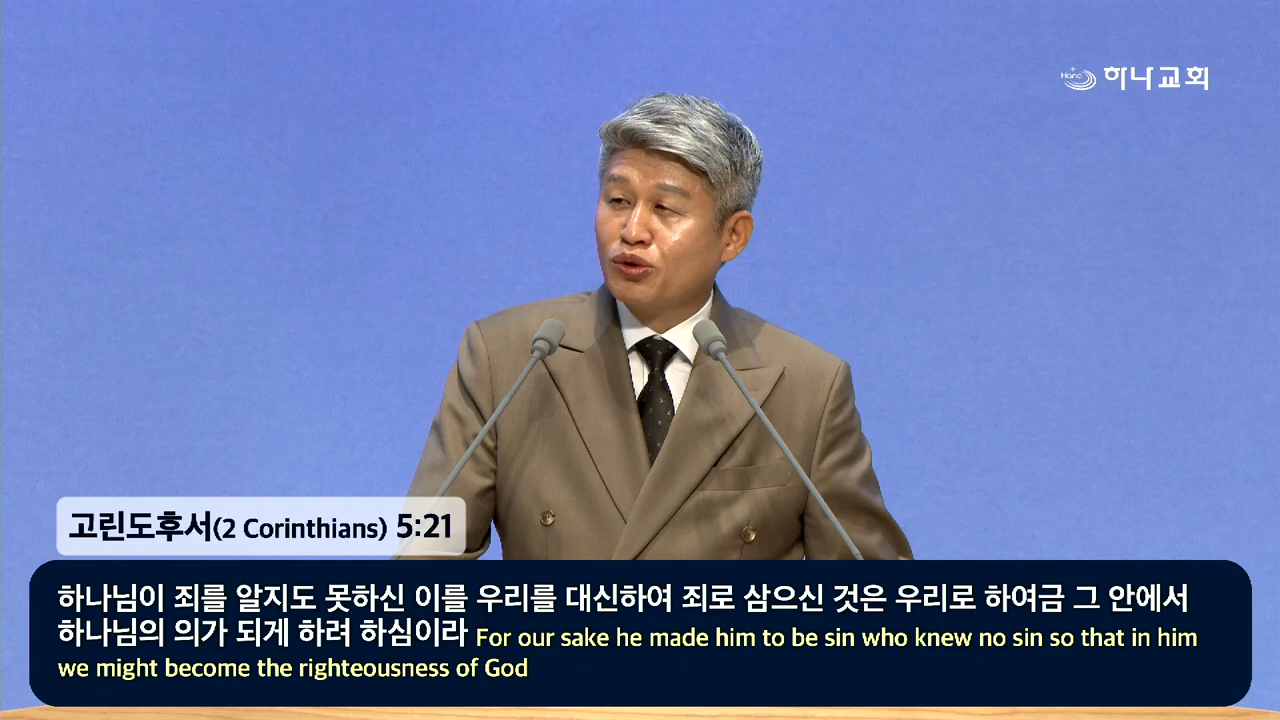 Hana 하나교회
고린도후서(2 Corinthians) 5:21
하나님이 죄를 알지도 못하신 이를 우리를 대신하여 죄로 삼으신 것은 우리로 하여금 그 안에서
하나님의 의가 되게 하려 하심이라 For our sake he made him to be sin who knew no sin so that in him
we might become the righteousness of God